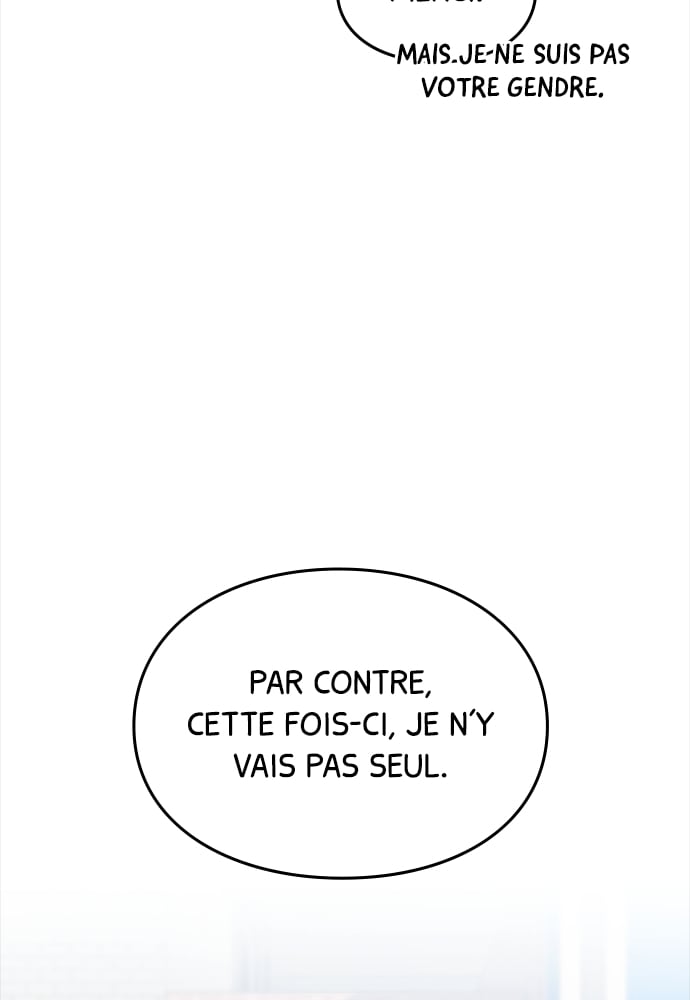 MAIS JE NE SUIS PAS
VOTRE GENDRE.
PAR CONTRE,
CETTE FOIS-CI, JE N'Y
VAIS PAS SEUL.